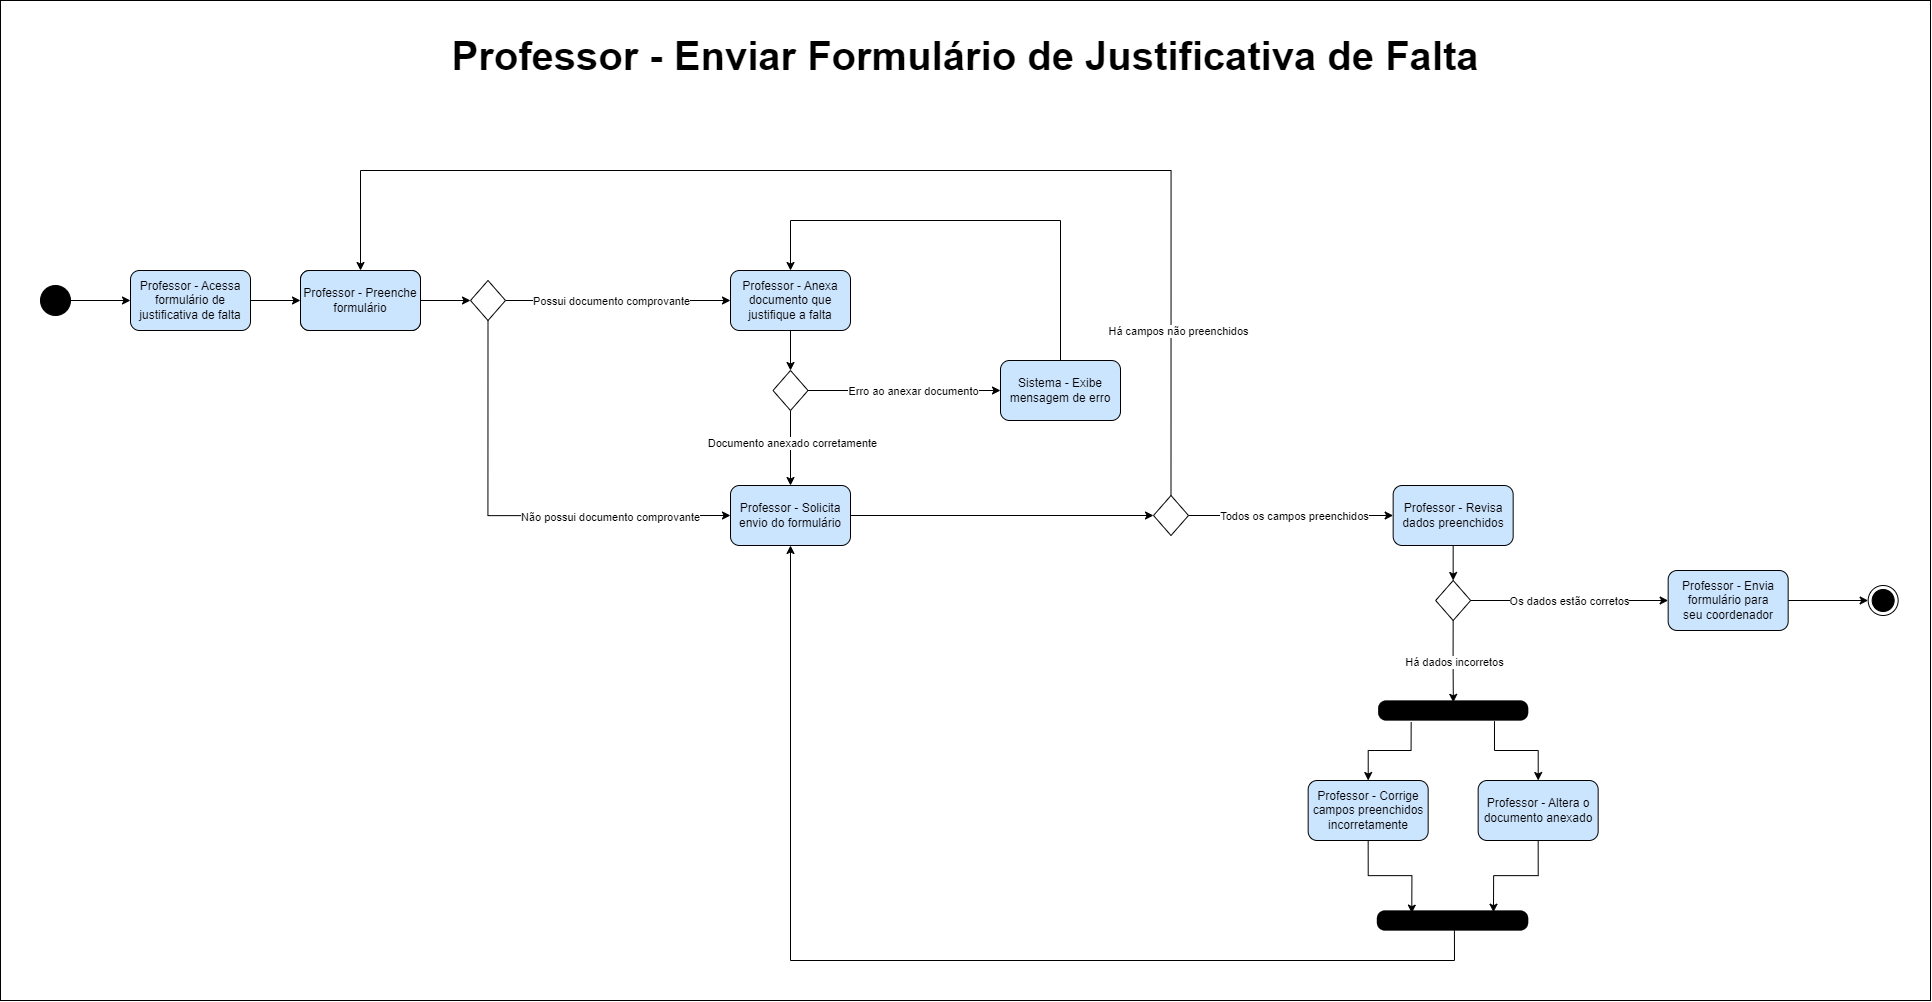 Professor - Enviar Formulário de Justificativa de Falta
Professor - Acessa
formulário de
justificativa de falta
Professor - Preenche
formulário
Possui documento comprovante
Professor - Anexa
documento que
justifique a falta
Há campos não preenchidos
Erro ao anexar documento
Sistema - Exibe
mensagem de erro
Documento anexado corretamente
Não possui documento comprovante
Professor - Solicita
envio do formulário
Todos os campos preenchidos
Professor - Revisa
dados preenchidos
Os dados estão corretos
Professor - Envia
formulário para
seu coordenador
Há dados incorretos
Professor - Corrige
campos preenchidos
incorretamente
Professor - Altera o
documento anexado